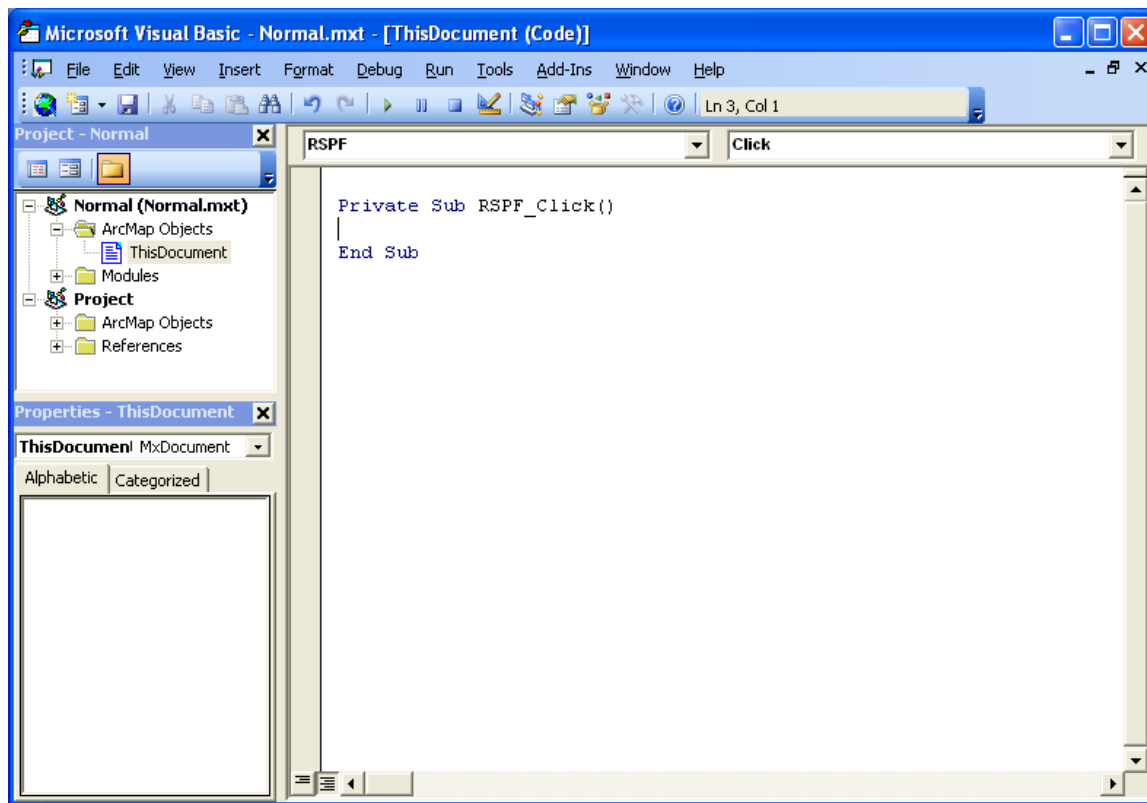 Microsoft Visual Basic - Normal.mxt - [ThisDocument (Code)]
File Edit View Insert Format Debug Run Tools Add-Ins Window Help
Ln 3, Col 1
Project - Normal
Normal (Normal.mxt)
ArcMap Objects
ThisDocument
Modules
Project
ArcMap Objects
References
Properties - ThisDocument
ThisDocumen MxDocument
Alphabetic Categorized
RSPF Click
Private Sub RSPF_Click()
End Sub